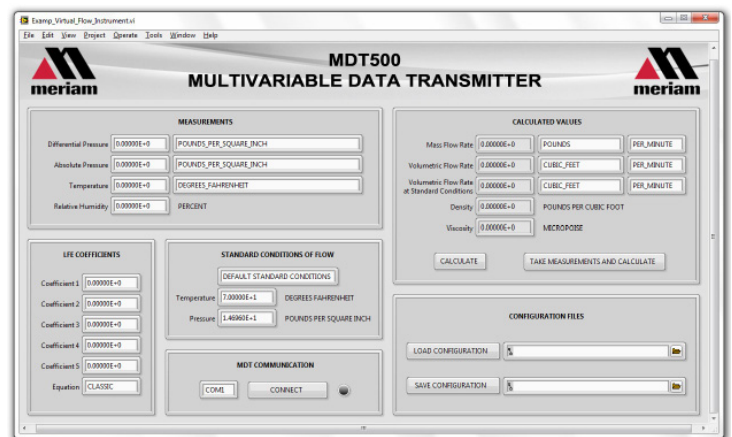 Examp_Virtual_Flow_Instrument.vi
File Edit View Project Operate Tools Window Help
meriam
MDT500
MULTIVARIABLE DATA TRANSMITTER
meriam
MEASUREMENTS
Differential Pressure 0.00000E+0 POUNDS_PER_SQUARE_INCH
Absolute Pressure 0.00000E+0 POUNDS_PER_SQUARE_INCH
Temperature 0.00000E+0 DEGREES_FAHRENHEIT
Relative Humidity 0.00000E+0 PERCENT
CALCULATED VALUES
Mass Flow Rate 0.00000E+0 POUNDS PER_MINUTE
Volumetric Flow Rate 0.00000E+0 CUBIC_FEET PER_MINUTE
Volumetric Flow Rate
at Standard Conditions 0.00000E+0 CUBIC_FEET PER_MINUTE
Density 0.00000E+0 POUNDS PER CUBIC FOOT
Viscosity 0.00000E+0 MICROPOISE
CALCULATE TAKE MEASUREMENTS AND CALCULATE
LFE COEFFICIENTS
Coefficient 1 0.00000E+0
Coefficient 2 0.00000E+0
Coefficient 3 0.00000E+0
Coefficient 4 0.00000E+0
Coefficient 5 0.00000E+0
Equation CLASSIC
STANDARD CONDITIONS OF FLOW
DEFAULT STANDARD CONDITIONS
Temperature 7.00000E+1 DEGREES FAHRENHEIT
Pressure 1.46960E+1 POUNDS PER SQUARE INCH
MDT COMMUNICATION
COM1 CONNECT
CONFIGURATION FILES
LOAD CONFIGURATION
SAVE CONFIGURATION